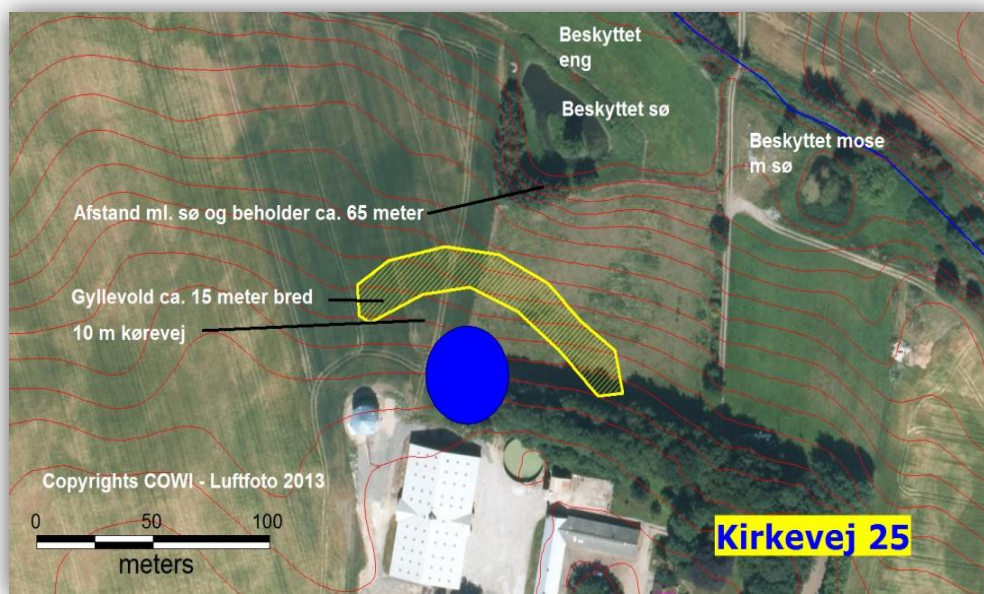 Beskyttet
eng
Beskyttet sø
Beskyttet mose
m sø
Afstand ml. sø og beholder ca. 65 meter
Gyllevold ca. 15 meter bred
10 m kørevej
Copyrights COWI - Luftfoto 2013
0 50 100
meters
Kirkevej 25